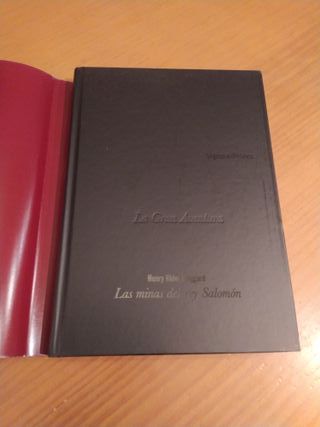 La Gran Aventura
Henry Rider Haggard
Las minas del rey Salomón